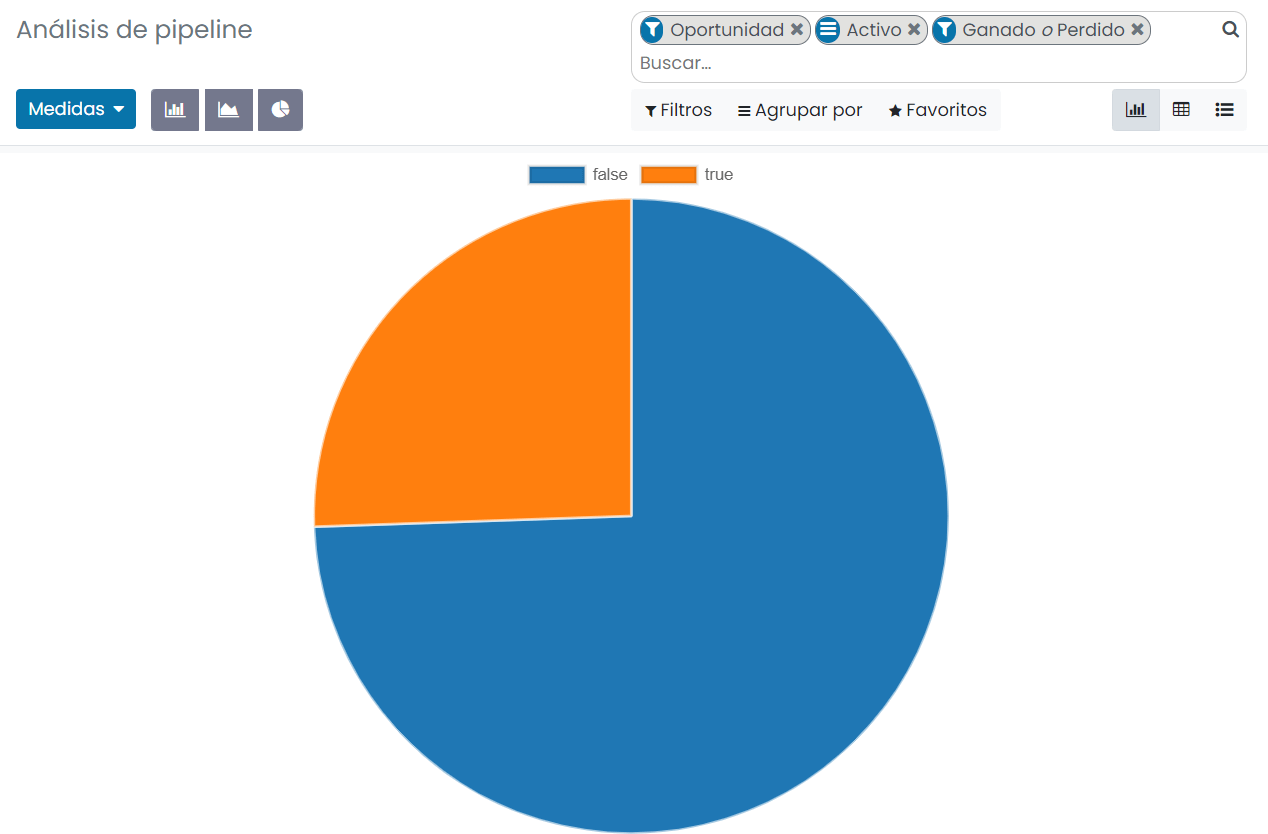 Análisis de pipeline
Oportunidad Activo Ganado o Perdido
Buscar...
Medidas
Filtros Agrupar por Favoritos
false true